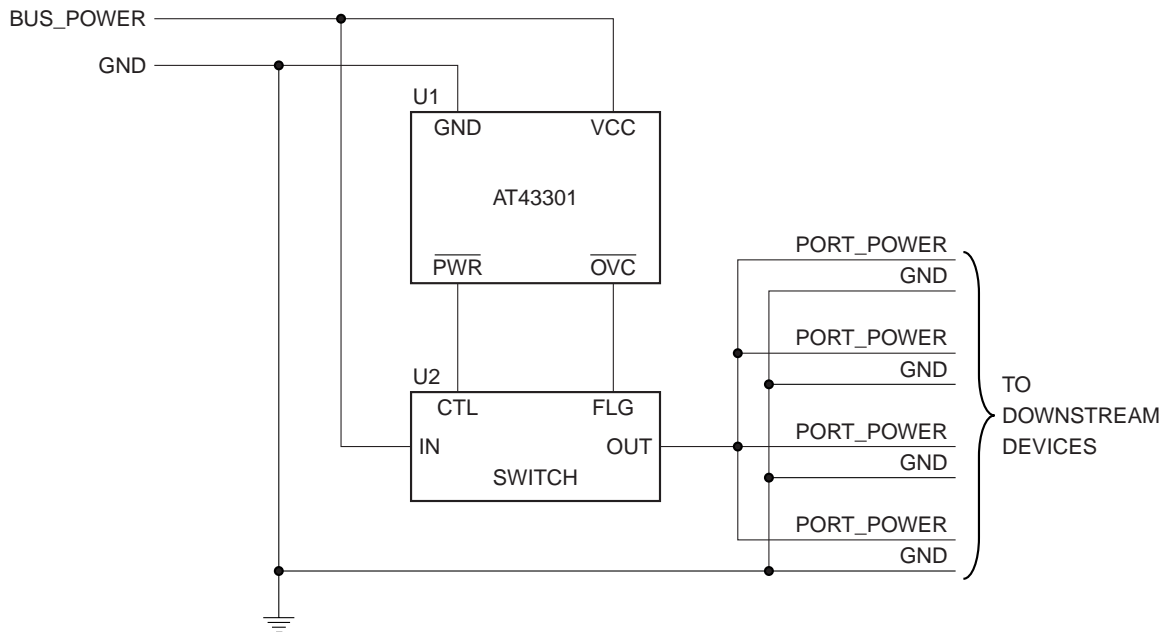 BUS_POWER
GND
U1
GND VCC
AT43301
PWR OVC
U2
CTL FLG
IN OUT
SWITCH
PORT_POWER
GND
PORT_POWER
GND
PORT_POWER
GND
PORT_POWER
GND
TO
DOWNSTREAM
DEVICES